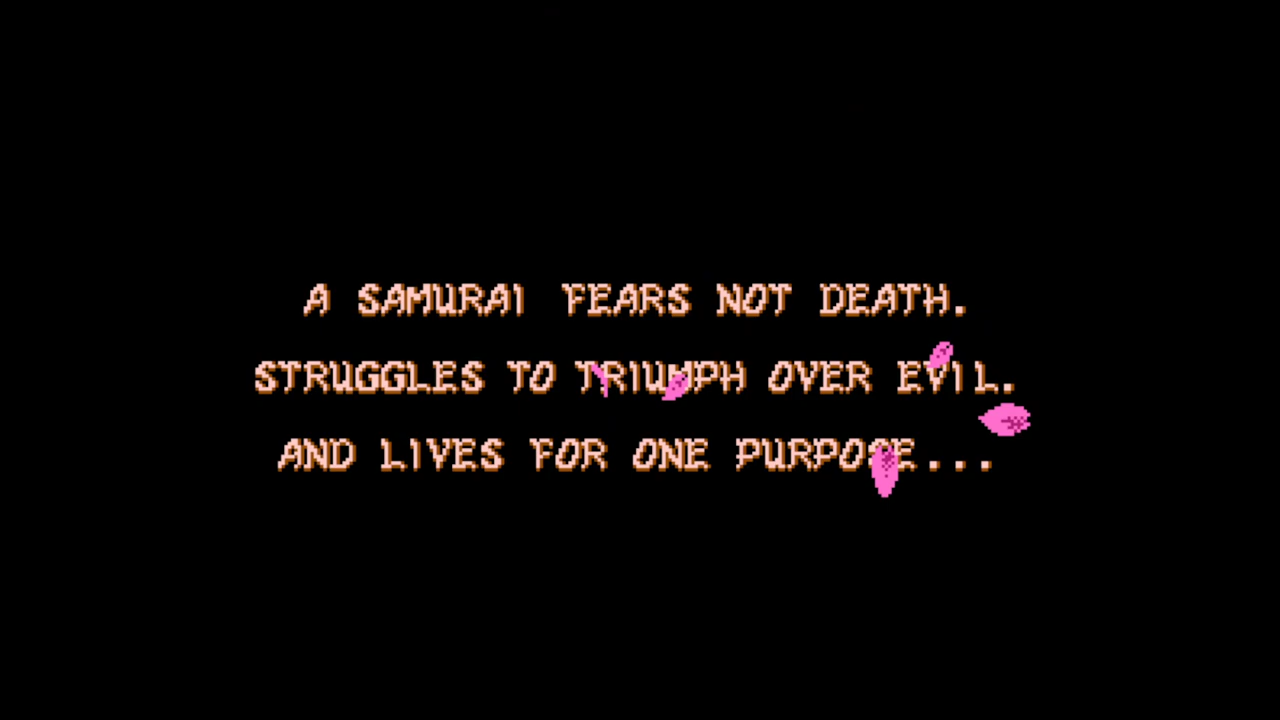 A SAMURAI FEARS NOT DEATH.
STRUGGLES TO TRIUMPH OVER EVIL.
AND LIVES FOR ONE PURPOSE...